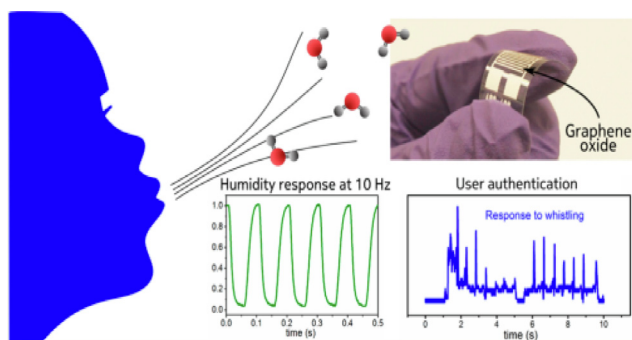 Graphene
oxide
Humidity response at 10 Hz
User authentication
1.0
0.8
0.6
0.4
0.2
0.0
0.0 0.1 0.2 0.3 0.4 0.5
time (s)
Response to whistling
0 2 4 6 8 10
time (s)